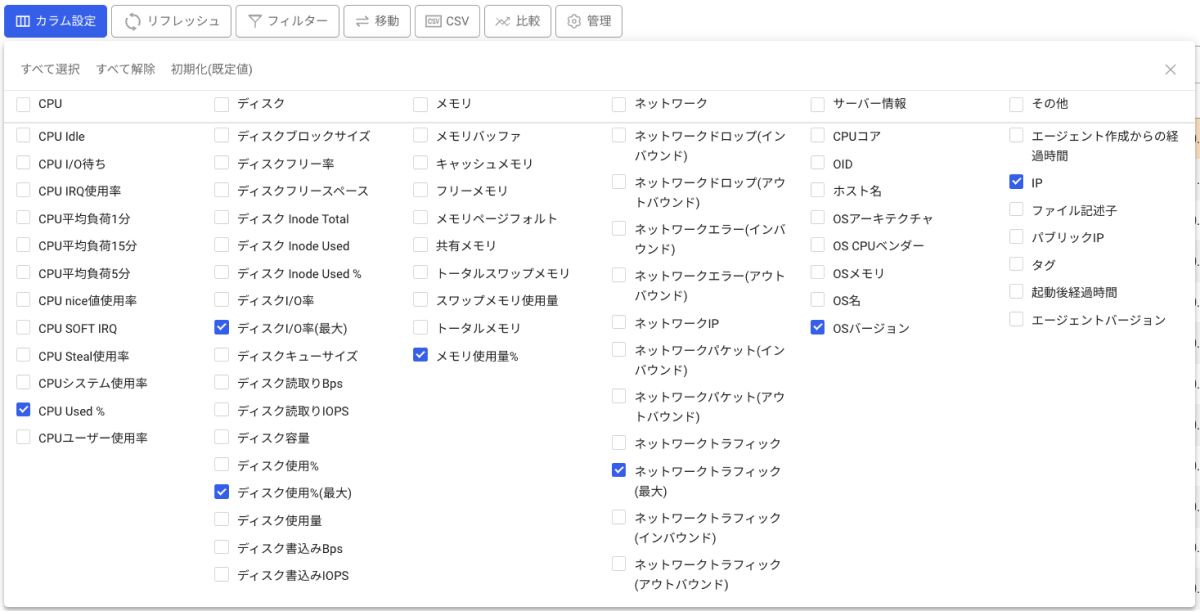 カラム設定
リフレッシュ
フィルター
移動
CSV
比較
管理
すべて選択
すべて解除
初期化(既定値)
CPU
CPU Idle
CPU I/O待ち
CPU IRQ使用率
CPU平均負荷1分
CPU平均負荷15分
CPU平均負荷5分
CPU nice値使用率
CPU SOFT IRQ
CPU Steal使用率
CPUシステム使用率
CPU Used %
CPUユーザー使用率
ディスク
ディスクブロックサイズ
ディスクフリー率
ディスクフリースペース
ディスク Inode Total
ディスク Inode Used
ディスク Inode Used %
ディスクI/O率
ディスクI/O率(最大)
ディスクキューサイズ
ディスク読取りBps
ディスク読取りIOPS
ディスク容量
ディスク使用%
ディスク使用%(最大)
ディスク使用量
ディスク書込みBps
ディスク書込みIOPS
メモリ
メモリバッファ
キャッシュメモリ
フリーメモリ
メモリページフォルト
共有メモリ
トータルスワップメモリ
スワップメモリ使用量
トータルメモリ
メモリ使用量%
ネットワーク
ネットワークドロップ(イン
バウンド)
ネットワークドロップ(アウ
トバウンド)
ネットワークエラー(インバ
ウンド)
ネットワークエラー(アウト
バウンド)
ネットワークIP
ネットワークパケット(イン
バウンド)
ネットワークパケット(アウ
トバウンド)
ネットワークトラフィック
ネットワークトラフィック
(最大)
ネットワークトラフィック
(インバウンド)
ネットワークトラフィック
(アウトバウンド)
サーバー情報
CPUコア
OID
ホスト名
OSアーキテクチャ
OS CPUベンダー
OSメモリ
OS名
OSバージョン
その他
エージェント作成からの経
過時間
IP
ファイル記述子
パブリックIP
タグ
起動後経過時間
エージェントバージョン